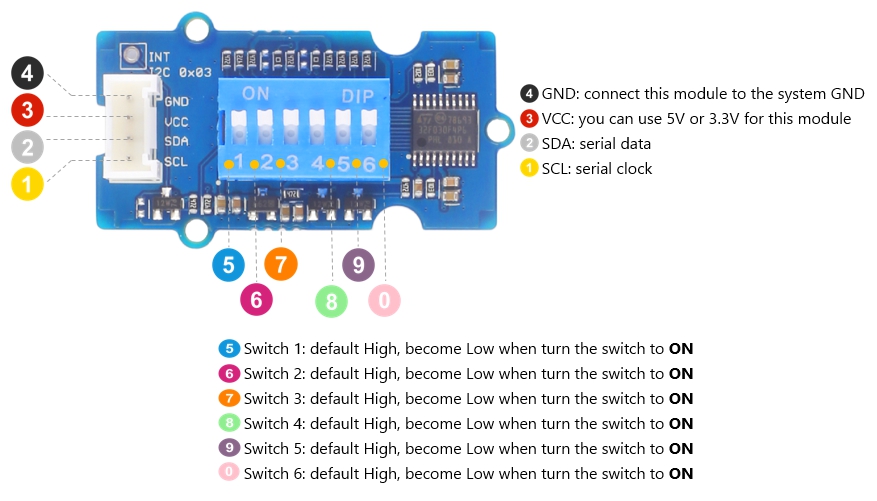 INT
I2C 0x03
4
GND
3
VCC
2
SDA
1
SCL
ON DIP
1 2 3 4 5 6
4 GND: connect this module to the system GND
3 VCC: you can use 5V or 3.3V for this module
2 SDA: serial data
1 SCL: serial clock
5
7
9
6
8
0
5 Switch 1: default High, become Low when turn the switch to ON
6 Switch 2: default High, become Low when turn the switch to ON
7 Switch 3: default High, become Low when turn the switch to ON
8 Switch 4: default High, become Low when turn the switch to ON
9 Switch 5: default High, become Low when turn the switch to ON
0 Switch 6: default High, become Low when turn the switch to ON